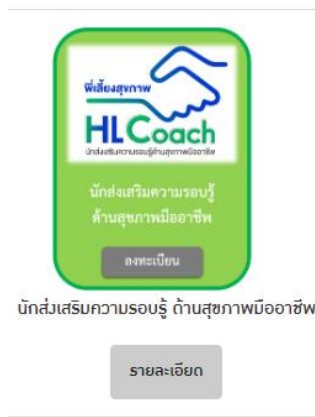 พี่เลี้ยงสุขภาพ
HLCoach
นักส่งเสริมความรอบรู้ด้านสุขภาพมืออาชีพ
นักส่งเสริมความรอบรู้
ด้านสุขภาพมืออาชีพ
ลงทะเบียน
นักส่งเสริมความรอบรู้ ด้านสุขภาพมืออาชีพ
รายละเอียด